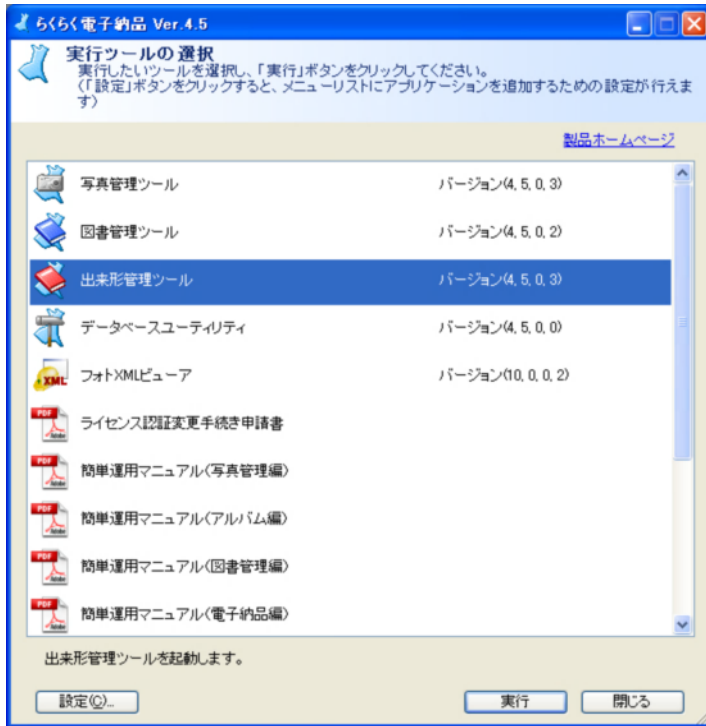 らくらく電子納品 Ver.4.5
実行ツールの選択
実行したいツールを選択し、「実行」ボタンをクリックしてください。
(「設定」ボタンをクリックすると、メニューリストにアプリケーションを追加するための設定が行えま
す)
製品ホームページ
写真管理ツール バージョン(4, 5, 0, 3)
図書管理ツール バージョン(4, 5, 0, 2)
出来形管理ツール バージョン(4, 5, 0, 3)
データベースユーティリティ バージョン(4, 5, 0, 0)
XML フォトXMLビューア バージョン(10, 0, 0, 2)
PDF Adobe ライセンス認証変更手続き申請書
PDF Adobe 簡単運用マニュアル(写真管理編)
PDF Adobe 簡単運用マニュアル(アルバム編)
PDF Adobe 簡単運用マニュアル(図書管理編)
PDF Adobe 簡単運用マニュアル(電子納品編)
出来形管理ツールを起動します。
設定(C)... 実行 閉じる